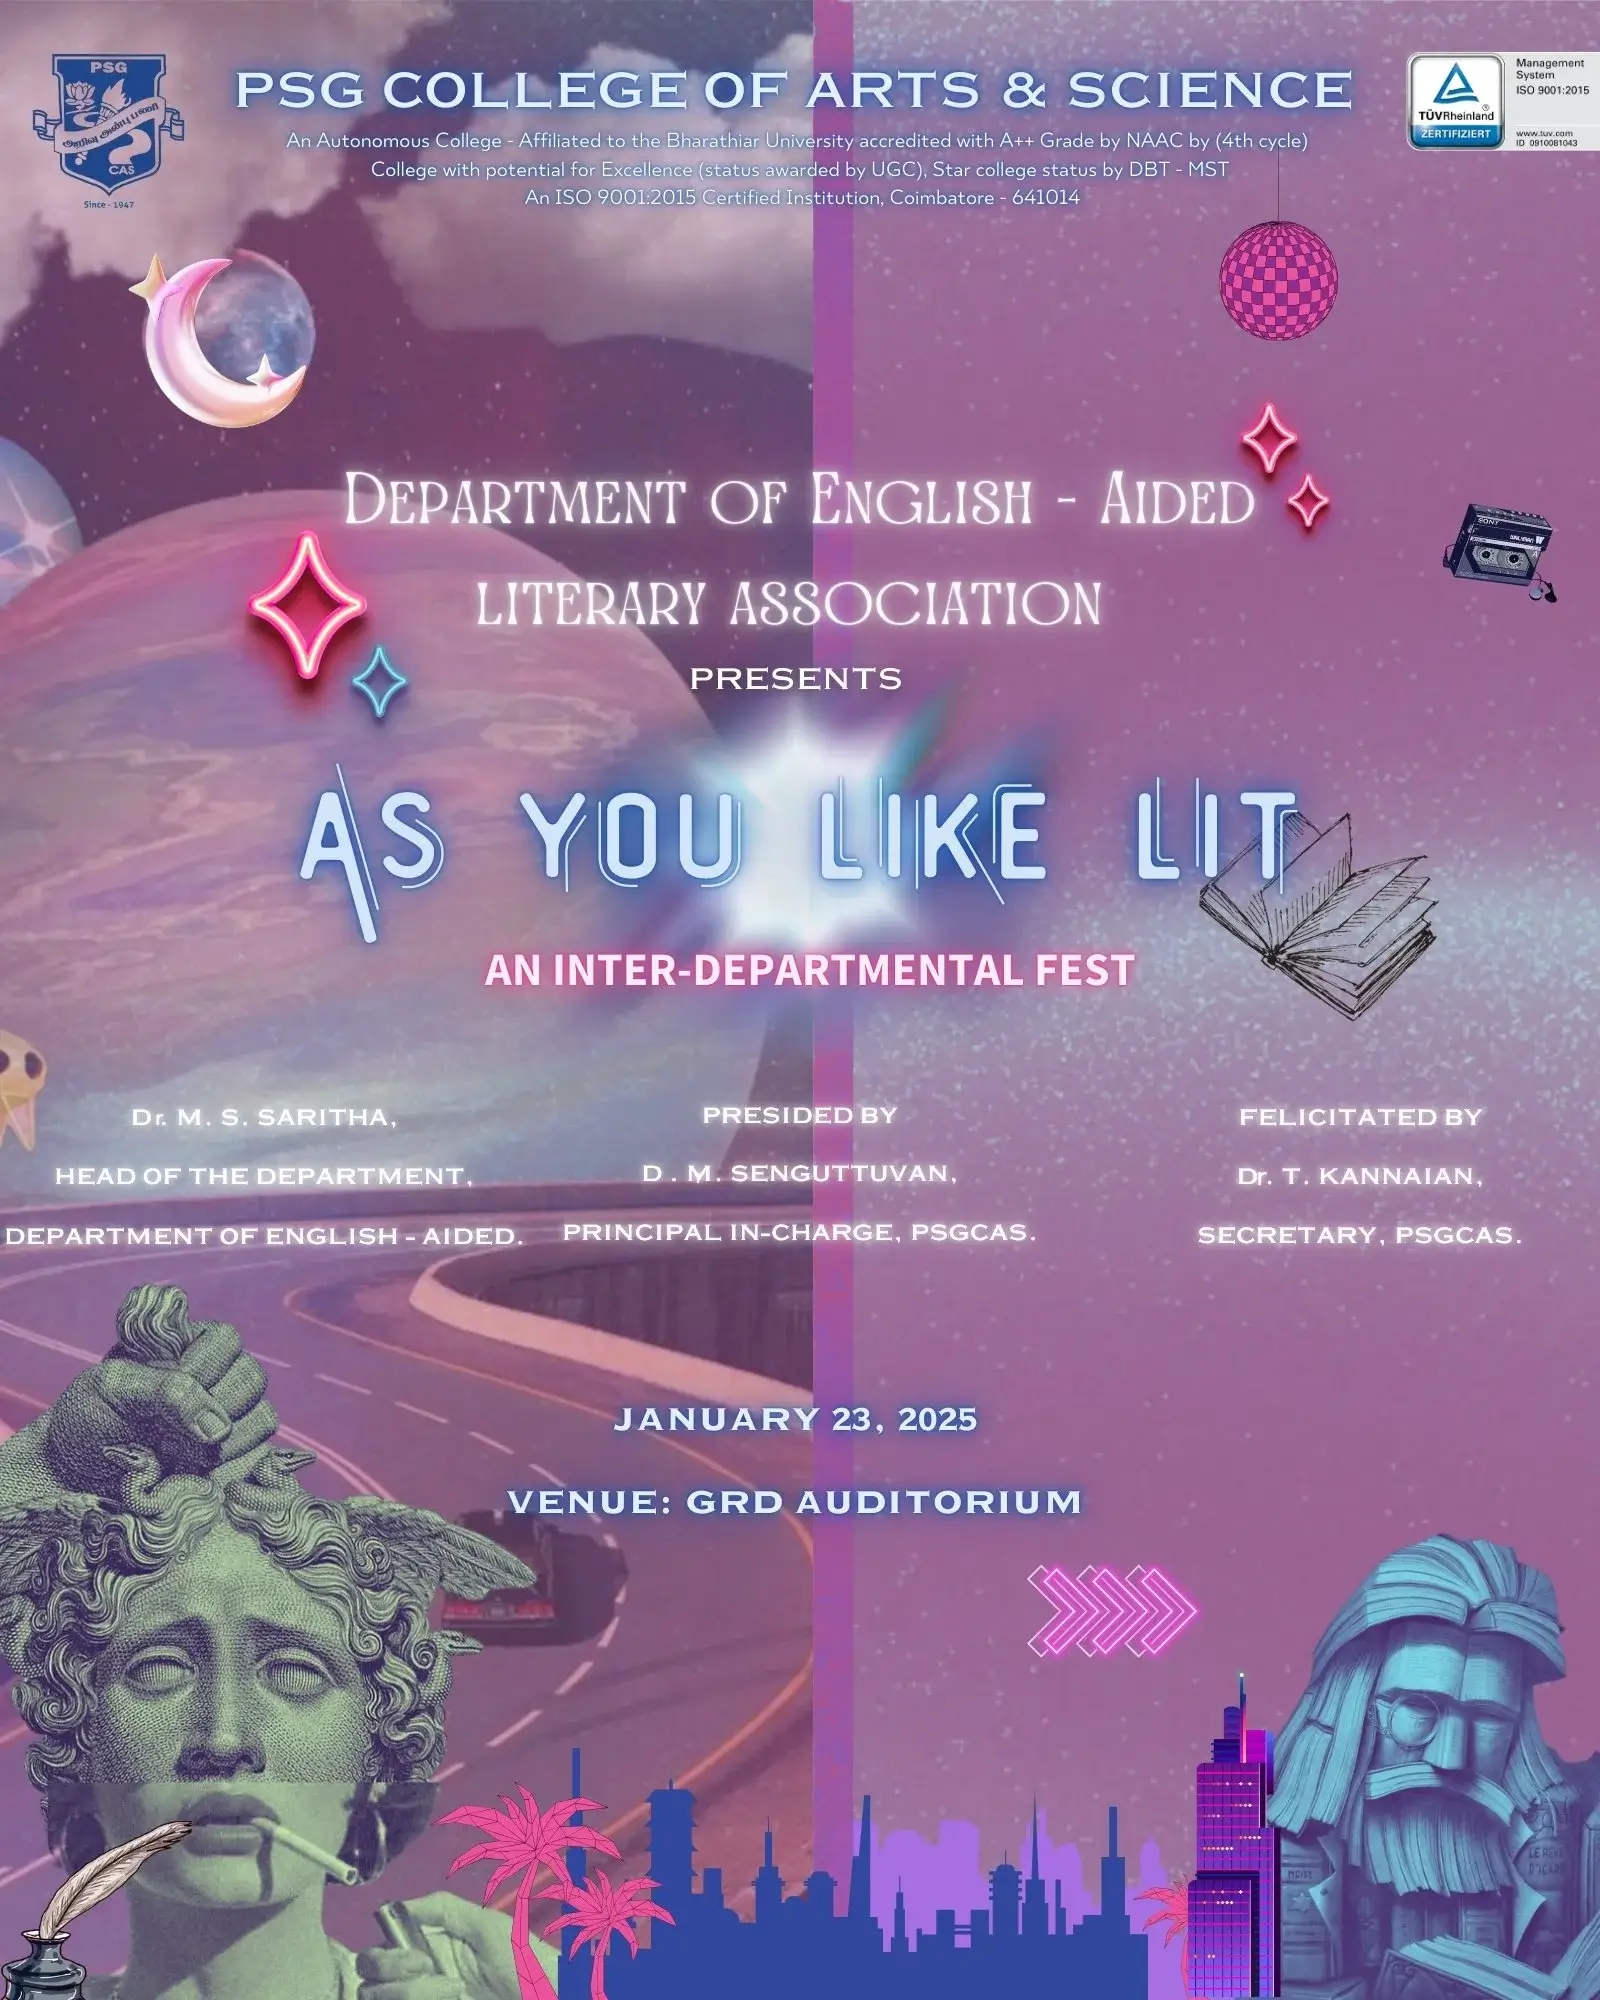 PSG
அறிவு அன்பு பணி
CAS
Since - 1947
PSG COLLEGE OF ARTS & SCIENCE
An Autonomous College - Affiliated to the Bharathiar University accredited with A++ Grade by NAAC by (4th cycle)
College with potential for Excellence (status awarded by UGC), Star college status by DBT - MST
An ISO 9001:2015 Certified Institution, Coimbatore - 641014
TÜVRheinland®
ZERTIFIZIERT
Management
System
ISO 9001:2015
www.tuv.com
ID 0910081043
DEPARTMENT OF ENGLISH - AIDED
LITERARY ASSOCIATION
PRESENTS
SONY
WALKMAN
AS YOU LIKE LIT
AN INTER-DEPARTMENTAL FEST
Dr. M. S. SARITHA,
HEAD OF THE DEPARTMENT,
DEPARTMENT OF ENGLISH - AIDED.
PRESIDED BY
D . M. SENGUTTUVAN,
PRINCIPAL IN-CHARGE, PSGCAS.
FELICITATED BY
Dr. T. KANNAIAN,
SECRETARY, PSGCAS.
JANUARY 23, 2025
VENUE: GRD AUDITORIUM